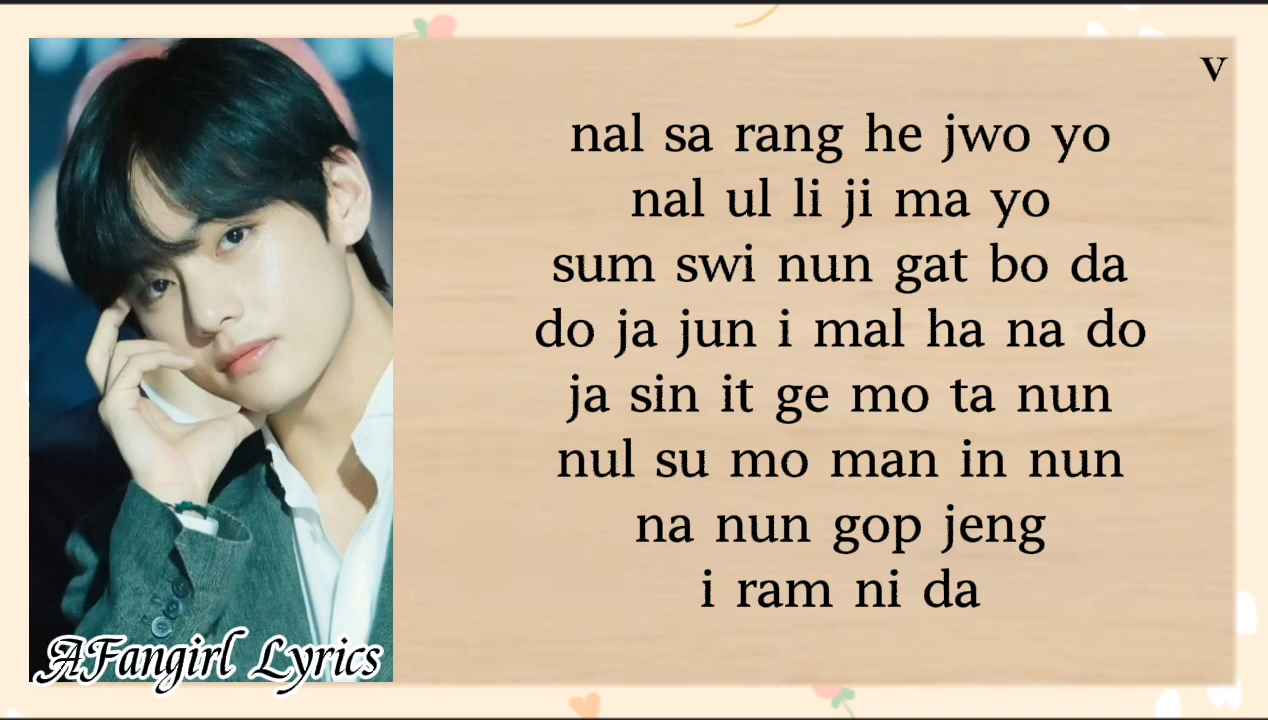 V
nal sa rang he jwo yo
nal ul li ji ma yo
sum swi nun gat bo da
do ja jun i mal ha na do
ja sin it ge mo ta nun
nul su mo man in nun
na nun gop jeng
i ram ni da
AFangirl Lyrics